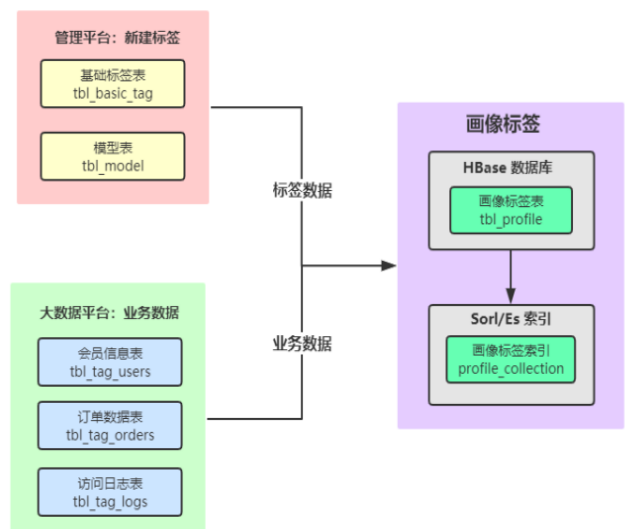 管理平台：新建标签
基础标签表
tbl_basic_tag
模型表
tbl_model
标签数据
大数据平台：业务数据
会员信息表
tbl_tag_users
订单数据表
tbl_tag_orders
访问日志表
tbl_tag_logs
业务数据
画像标签
HBase 数据库
画像标签表
tbl_profile
Sorl/Es 索引
画像标签索引
profile_collection